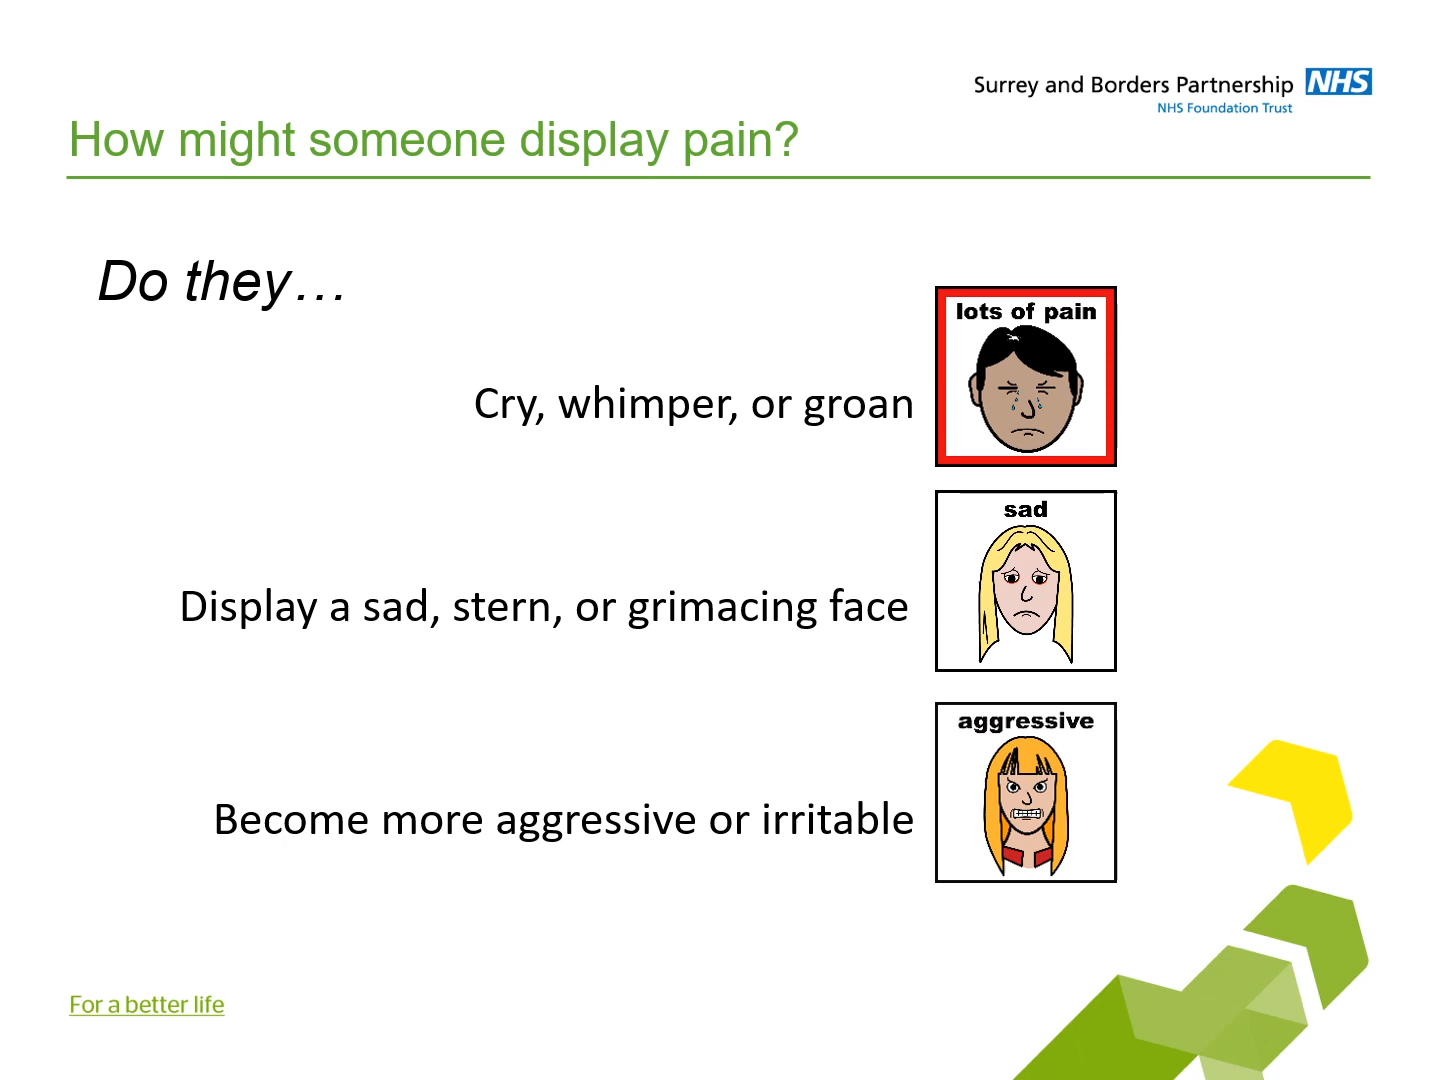 Surrey and Borders Partnership NHS
NHS Foundation Trust
How might someone display pain?
Do they…
lots of pain
Cry, whimper, or groan
sad
Display a sad, stern, or grimacing face
aggressive
Become more aggressive or irritable
For a better life